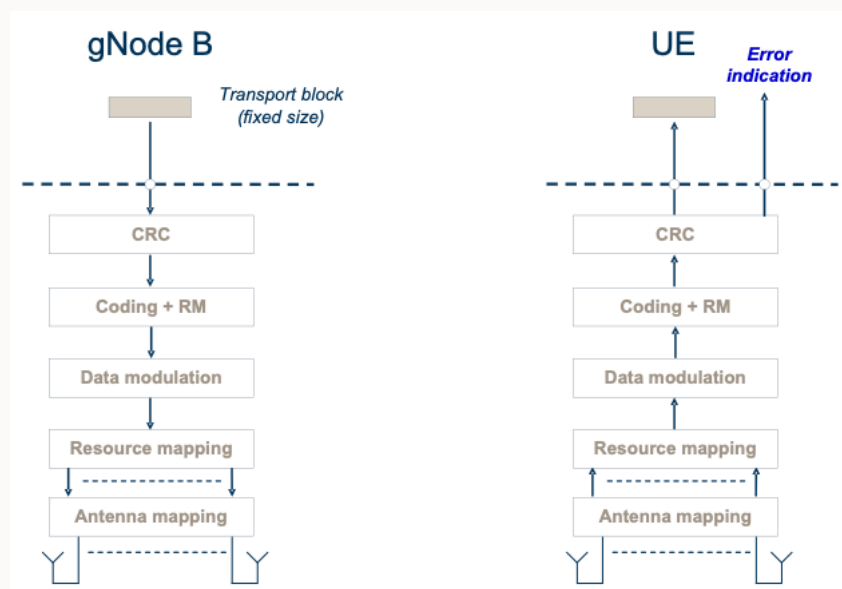 gNode B
UE
Error
indication
Transport block
(fixed size)
CRC
CRC
Coding + RM
Coding + RM
Data modulation
Data modulation
Resource mapping
Resource mapping
Antenna mapping
Antenna mapping